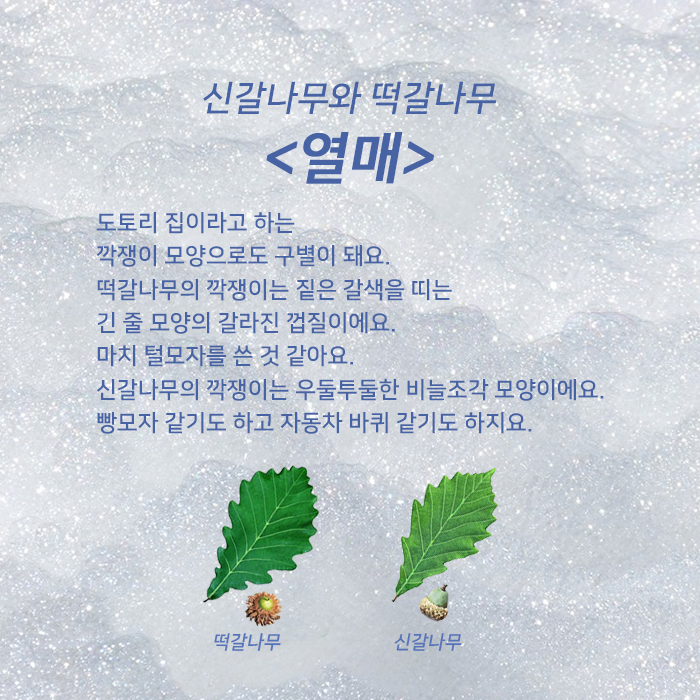 신갈나무와 떡갈나무
<열매>
도토리 집이라고 하는
깍쟁이 모양으로도 구별이 돼요.
떡갈나무의 깍쟁이는 짙은 갈색을 띠는
긴 줄 모양의 갈라진 껍질이에요.
마치 털모자를 쓴 것 같아요.
신갈나무의 깍쟁이는 우둘투둘한 비늘조각 모양이에요.
빵모자 같기도 하고 자동차 바퀴 같기도 하지요.
떡갈나무
신갈나무